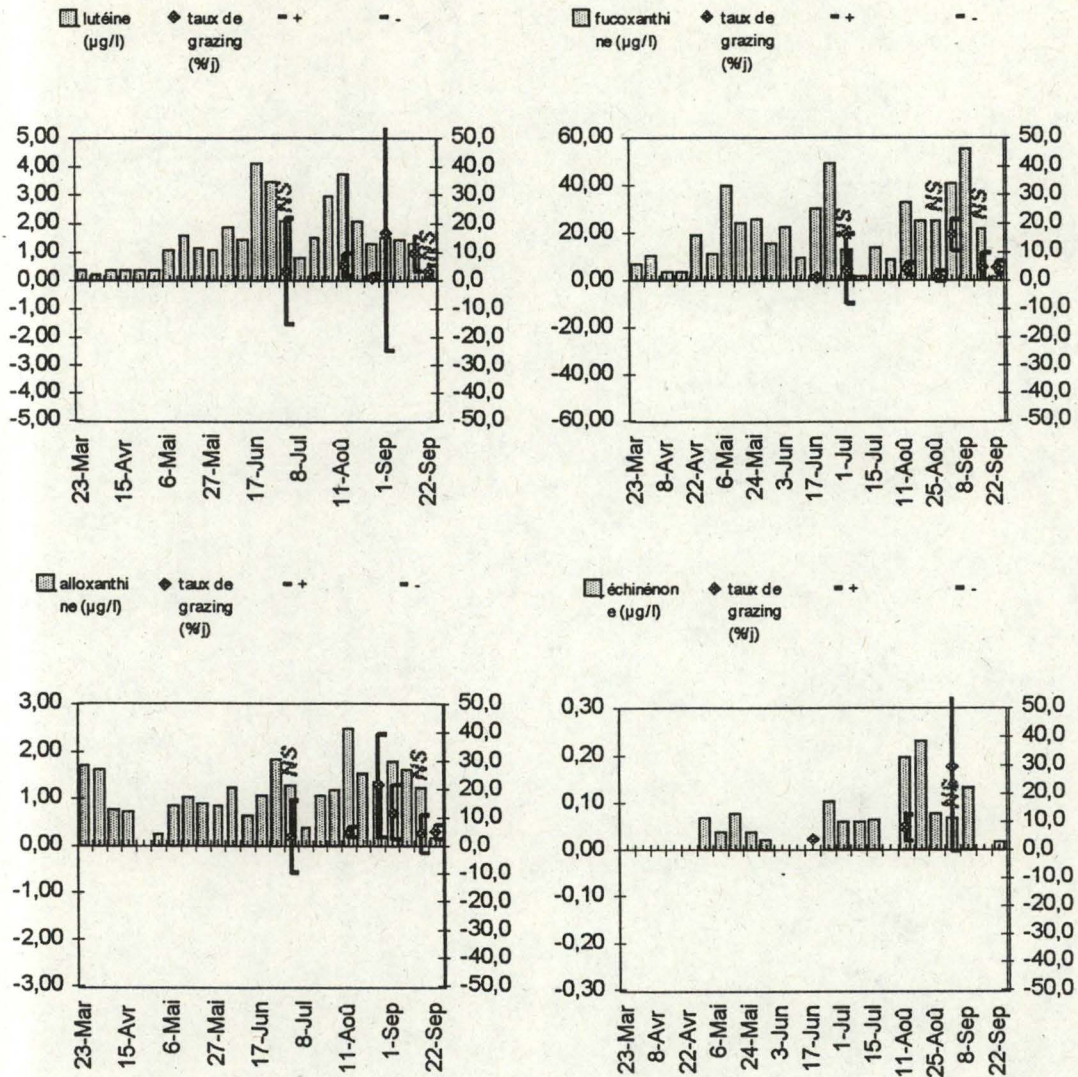 lutéine (µg/l)
taux de grazing (%/j)
+
-
fucoxanthi
ne (µg/l)
taux de grazing (%/j)
+
-
5,00
4,00
3,00
2,00
1,00
0,00
-1,00
-2,00
-3,00
-4,00
-5,00
50,0
40,0
30,0
20,0
10,0
0,0
-10,0
-20,0
-30,0
-40,0
-50,0
NS
NS
23-Mar
15-Avr
6-Mai
27-Mai
17-Jun
8-Jul
11-Aoû
1-Sep
22-Sep
60,00
40,00
20,00
0,00
-20,00
-40,00
-60,00
50,0
40,0
30,0
20,0
10,0
0,0
-10,0
-20,0
-30,0
-40,0
-50,0
NS
NS
NS
23-Mar
8-Avr
22-Avr
6-Mai
24-Mai
3-Jun
17-Jun
1-Jul
15-Jul
11-Aoû
25-Aoû
8-Sep
22-Sep
alloxanthi
ne (µg/l)
taux de grazing (%/j)
+
-
échinénon
e (µg/l)
taux de grazing (%/j)
+
-
3,00
2,00
1,00
0,00
-1,00
-2,00
-3,00
50,0
40,0
30,0
20,0
10,0
0,0
-10,0
-20,0
-30,0
-40,0
-50,0
NS
NS
23-Mar
15-Avr
6-Mai
27-Mai
17-Jun
8-Jul
11-Aoû
1-Sep
22-Sep
0,30
0,20
0,10
0,00
-0,10
-0,20
-0,30
50,0
40,0
30,0
20,0
10,0
0,0
-10,0
-20,0
-30,0
-40,0
-50,0
NS
23-Mar
8-Avr
22-Avr
6-Mai
24-Mai
3-Jun
17-Jun
1-Jul
15-Jul
11-Aoû
25-Aoû
8-Sep
22-Sep